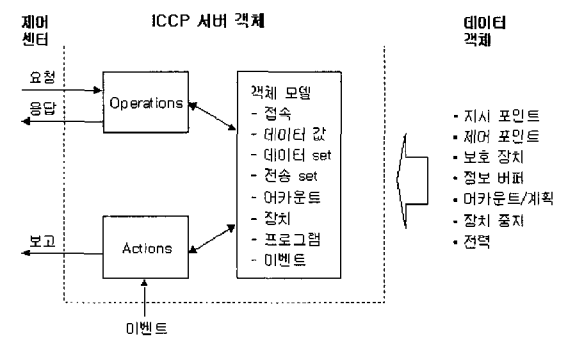 제어
센터
ICCP 서버 객체
데이터
객체
요청
응답
Operations
보고
Actions
이벤트
객체 모델
- 접속
- 데이터 값
- 데이터 set
- 전송 set
- 어카운트
- 장치
- 프로그램
- 이벤트
- 지시 포인트
- 제어 포인트
- 보호 장치
- 정보 버퍼
- 어카운트/계획
- 장치 중지
- 전력